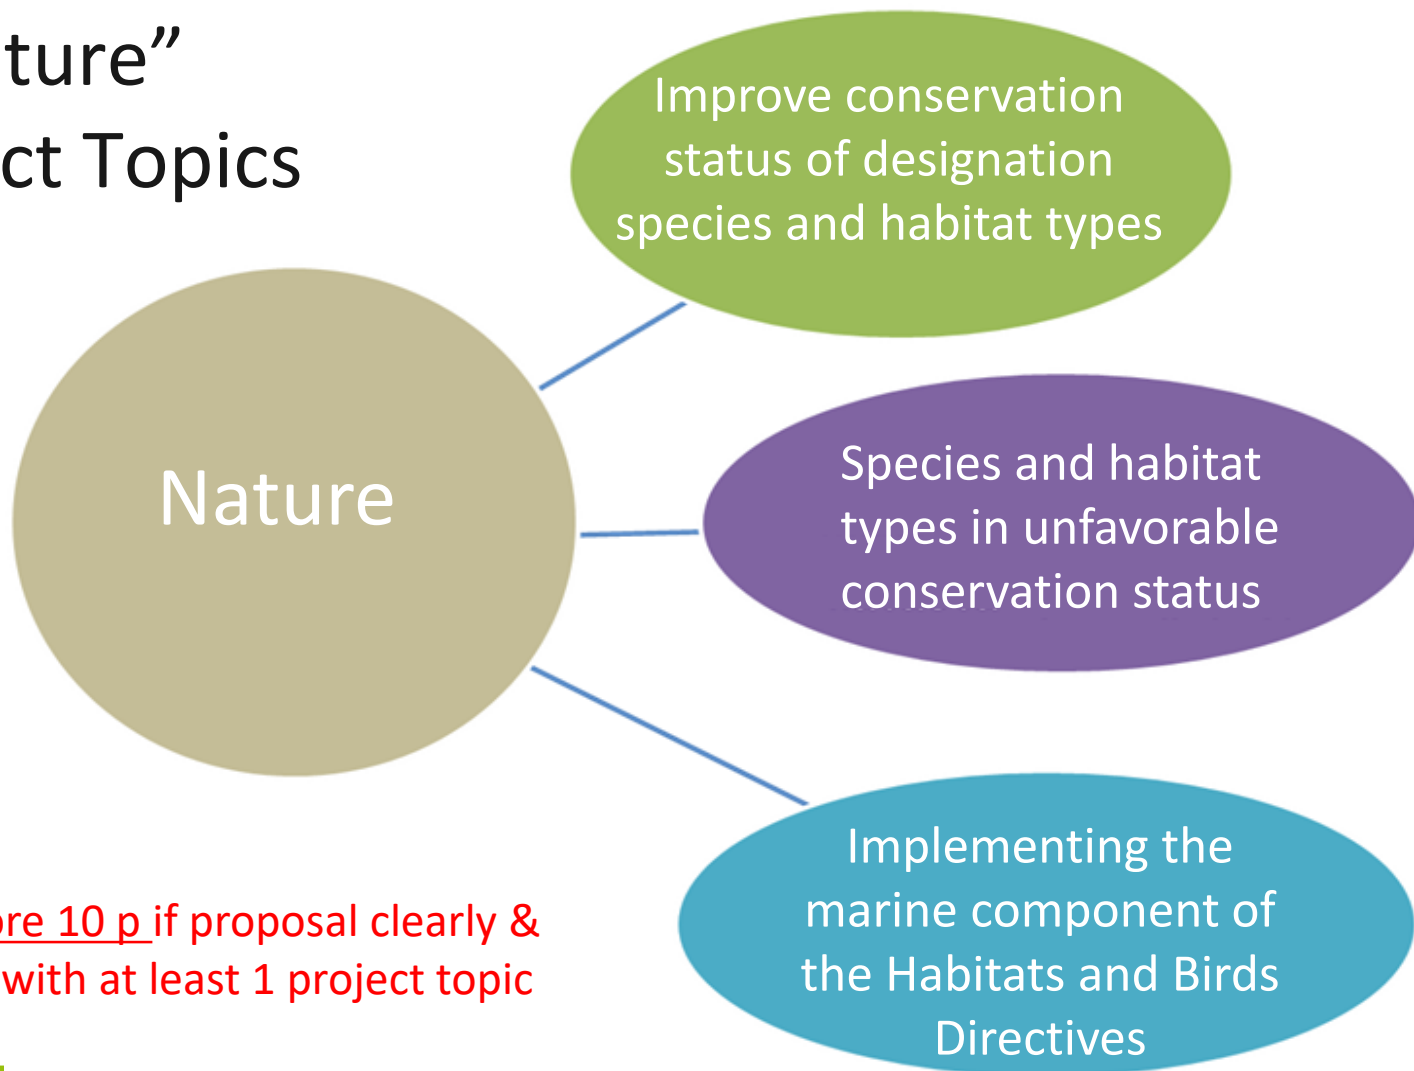 ture”
ct Topics
Improve conservation
status of designation
species and habitat types
Nature
Species and habitat
types in unfavorable
conservation status
Implementing the
marine component of
the Habitats and Birds
Directives
ore 10 p if proposal clearly &
with at least 1 project topic